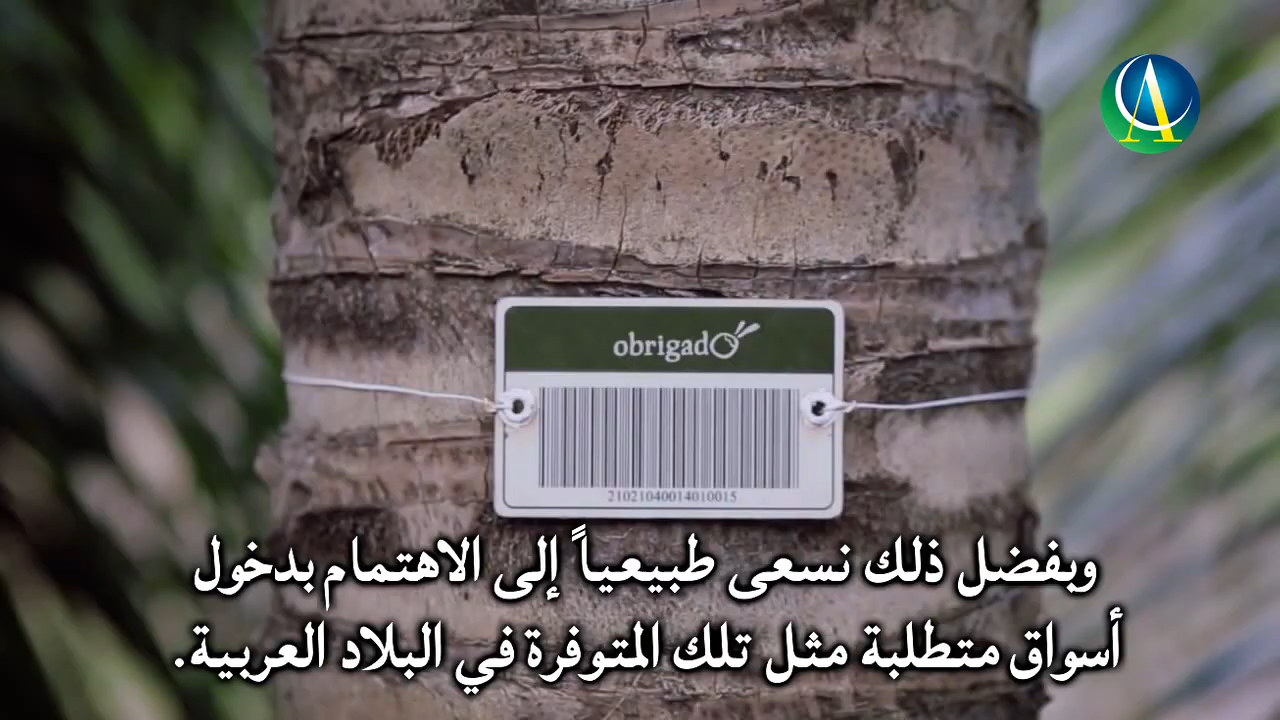 obrigado
21021040014010015
وبفضل ذلك نسعى طبيعياً إلى الاهتمام بدخول
أسواق متطلبة مثل تلك المتوفرة في البلاد العربية.